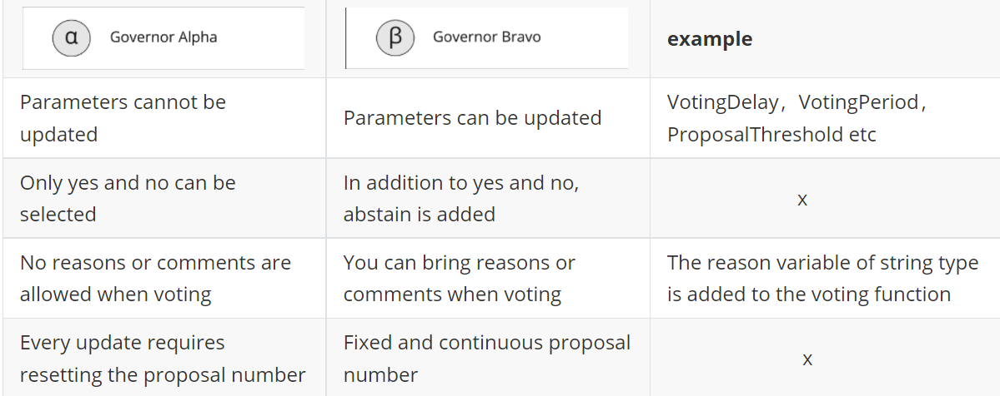 α Governor Alpha
β Governor Bravo
example
Parameters cannot be
updated
Parameters can be updated
VotingDelay，VotingPeriod，
ProposalThreshold etc
Only yes and no can be
selected
In addition to yes and no,
abstain is added
x
No reasons or comments are
allowed when voting
You can bring reasons or
comments when voting
The reason variable of string type
is added to the voting function
Every update requires
resetting the proposal number
Fixed and continuous proposal
number
x